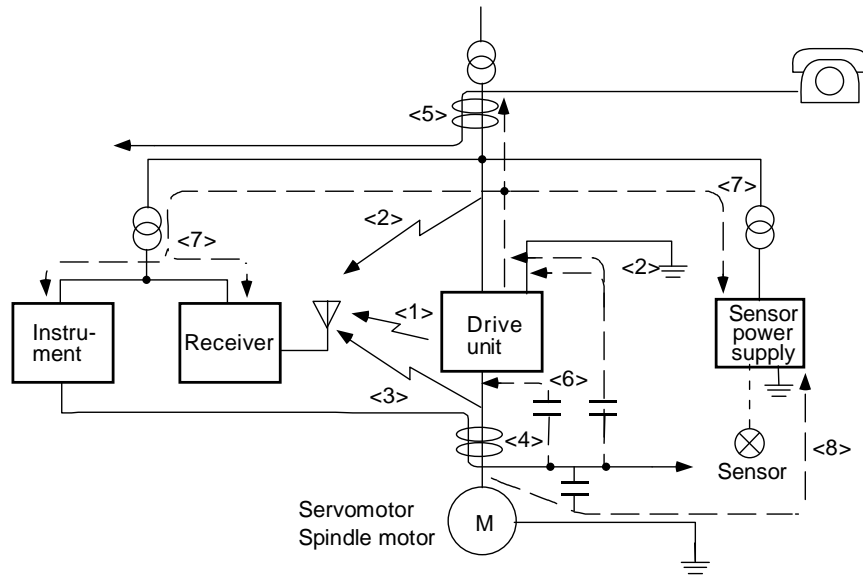 <5>
<7>
<2>
<7>
<2>
<1>
Instru-
ment
Receiver
Drive
unit
Sensor
power
supply
<3>
<6>
<4>
<8>
Sensor
Servomotor
Spindle motor
M